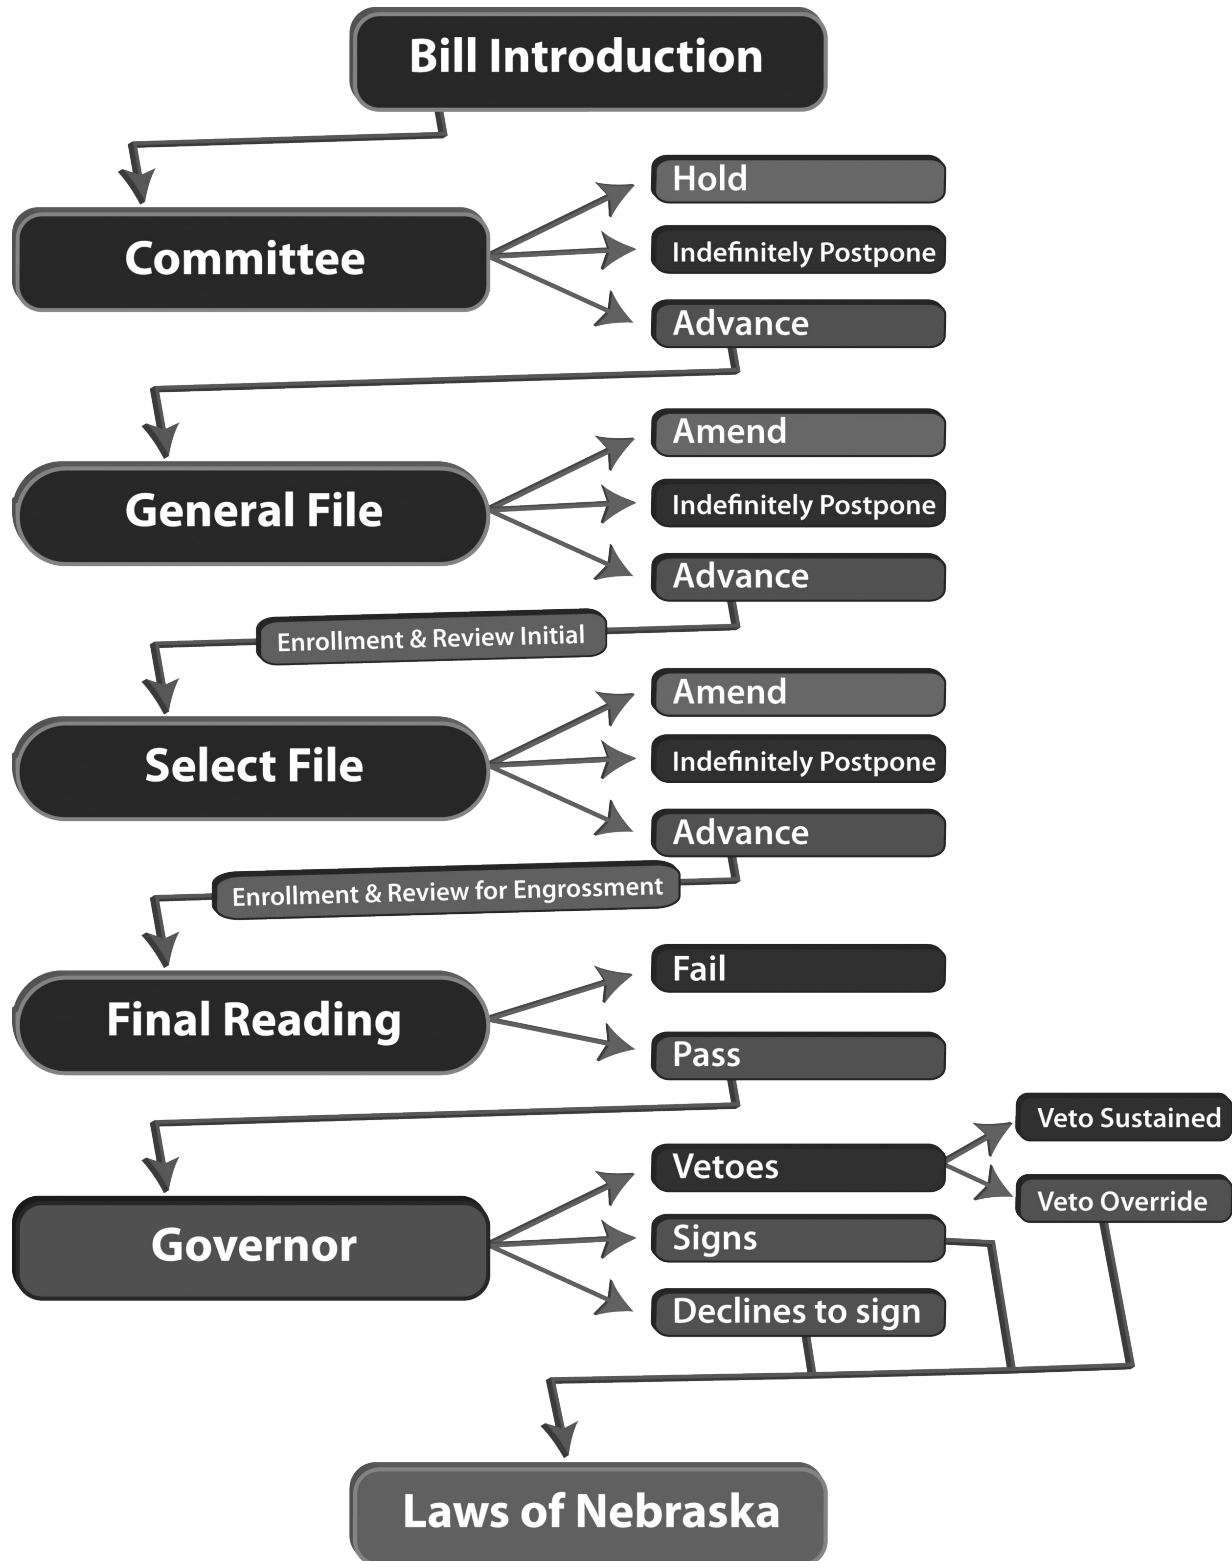 Bill Introduction
Committee
Hold
Indefinitely Postpone
Advance
General File
Amend
Indefinitely Postpone
Advance
Enrollment & Review Initial
Select File
Amend
Indefinitely Postpone
Advance
Enrollment & Review for Engrossment
Final Reading
Fail
Pass
Governor
Vetoes
Veto Sustained
Veto Override
Signs
Declines to sign
Laws of Nebraska